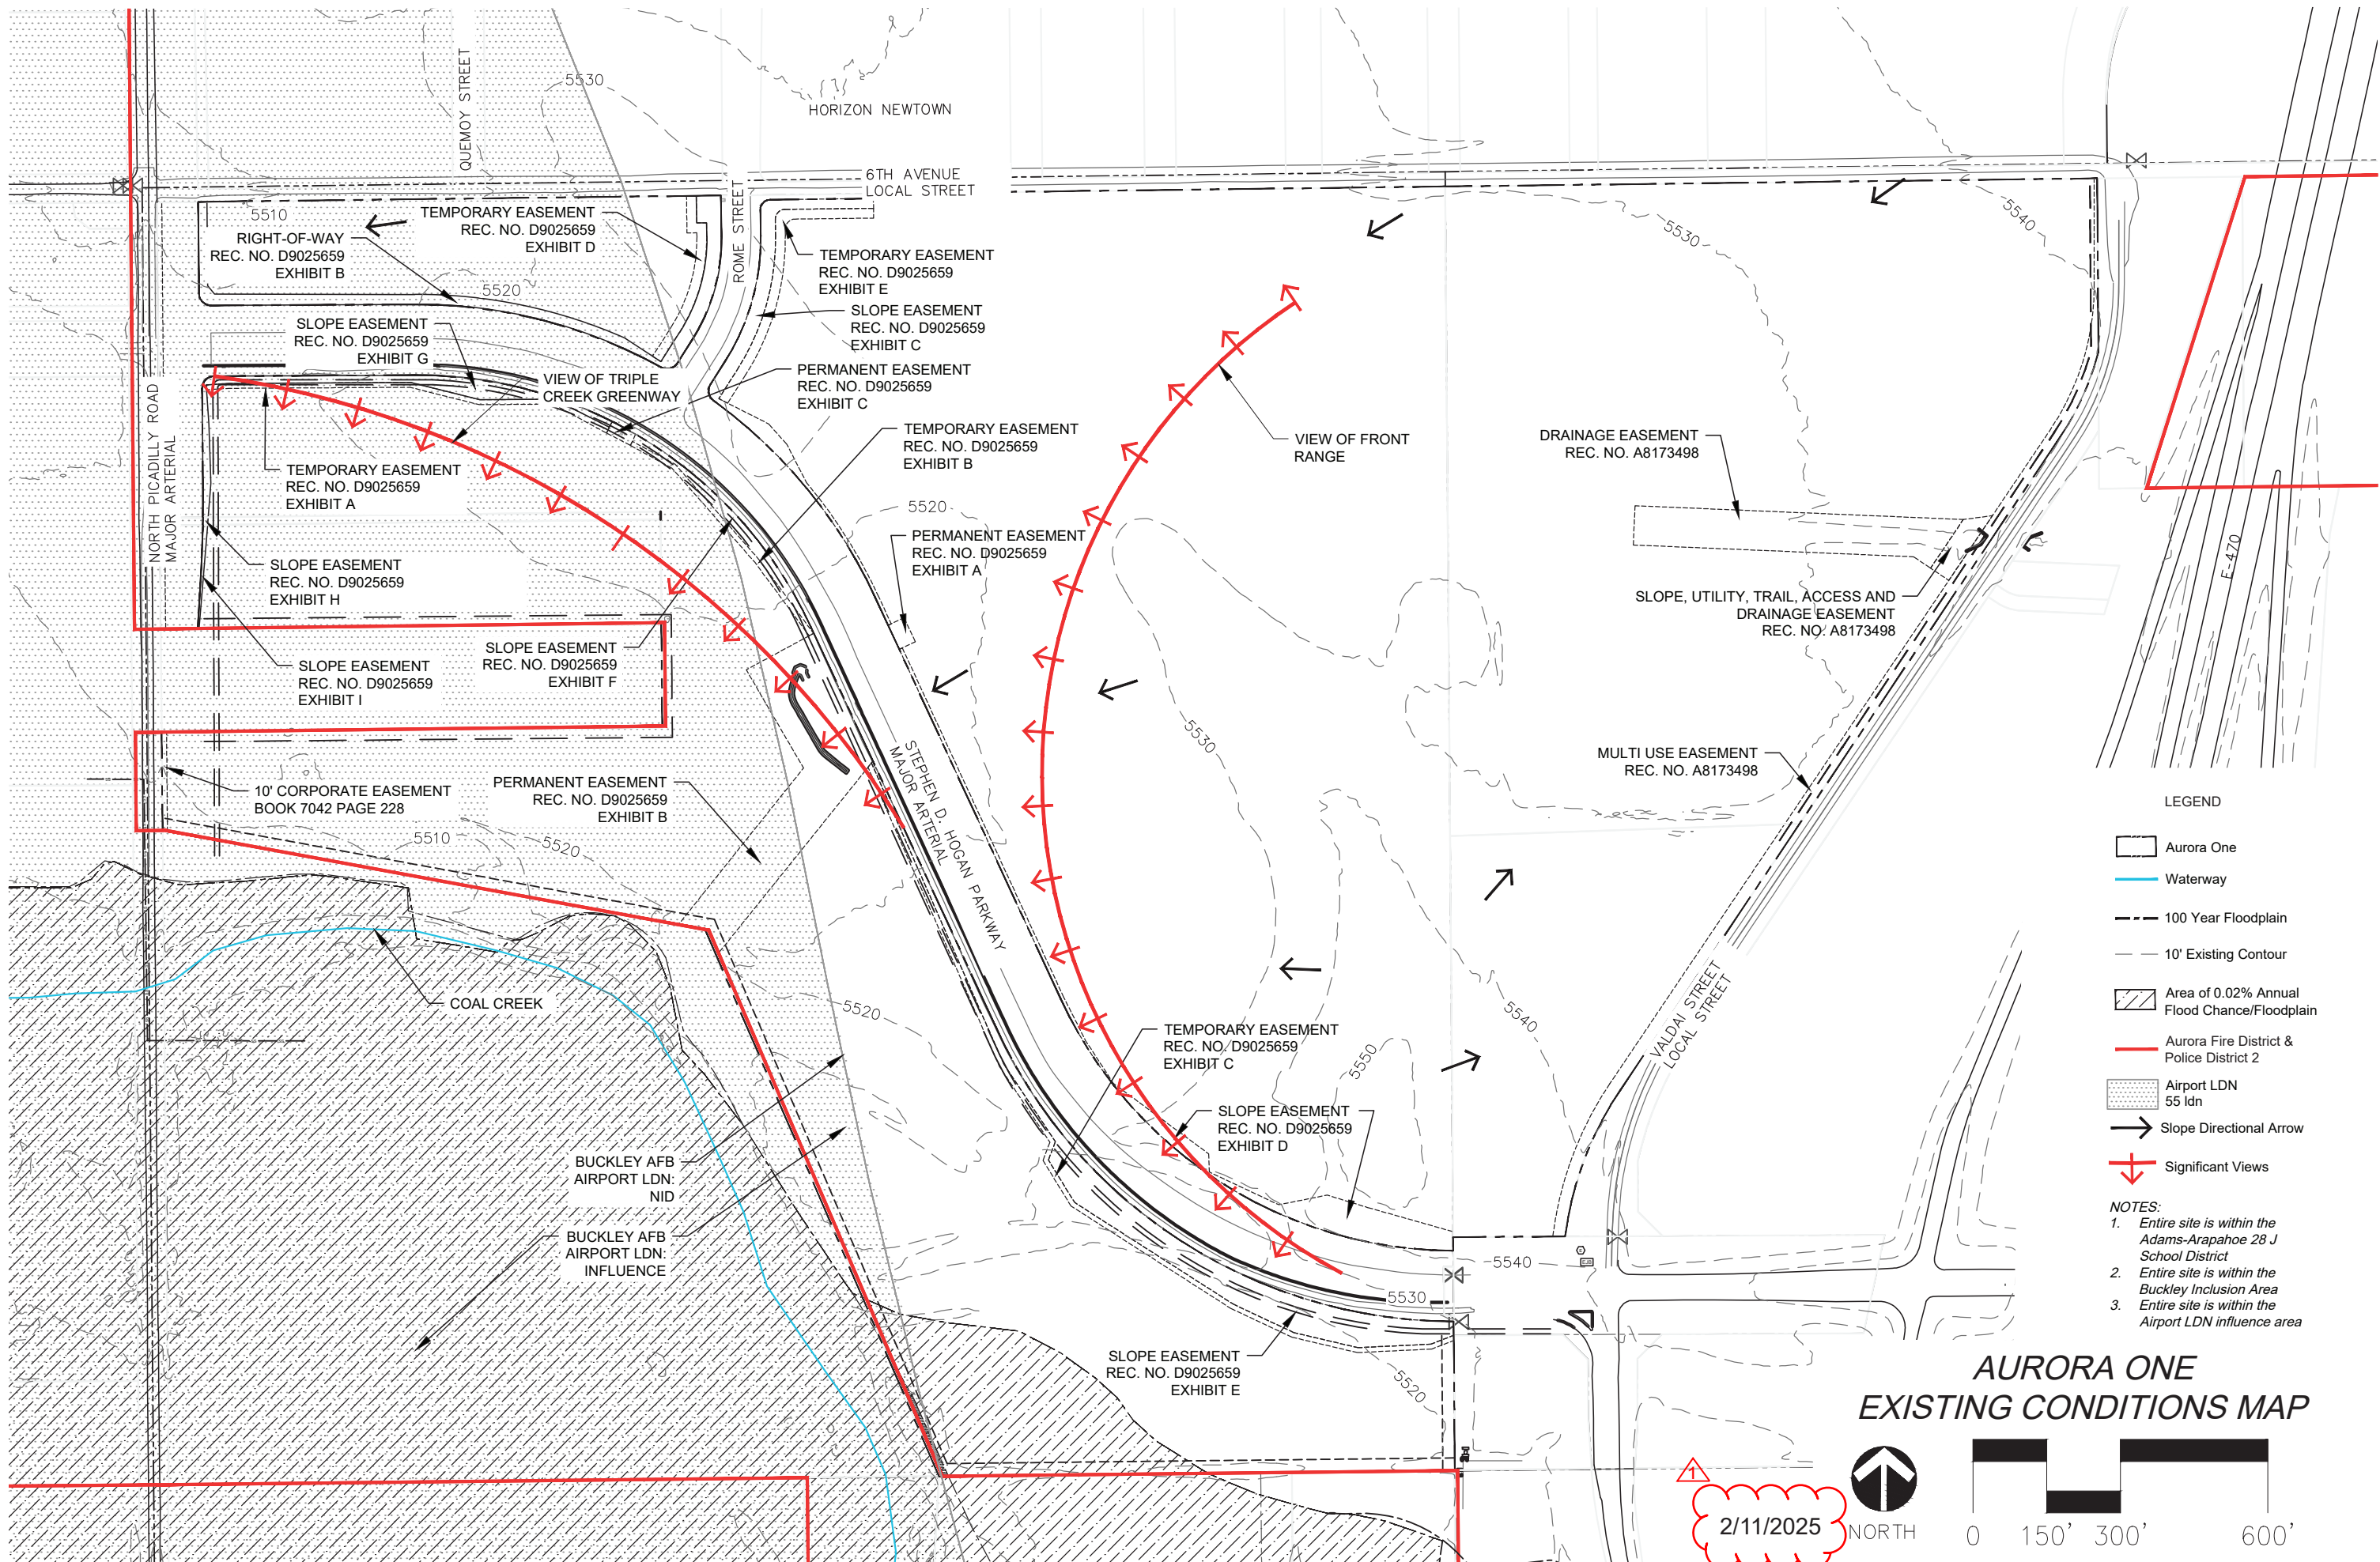 QUEMOY STREET
5530
HORIZON NEWTOWN
6TH AVENUE
LOCAL STREET
ROME STREET
5510
TEMPORARY EASEMENT
REC. NO. D9025659
EXHIBIT D
RIGHT-OF-WAY
REC. NO. D9025659
EXHIBIT B
5520
TEMPORARY EASEMENT
REC. NO. D9025659
EXHIBIT E
SLOPE EASEMENT
REC. NO. D9025659
EXHIBIT C
SLOPE EASEMENT
REC. NO. D9025659
EXHIBIT G
VIEW OF TRIPLE
CREEK GREENWAY
PERMANENT EASEMENT
REC. NO. D9025659
EXHIBIT C
TEMPORARY EASEMENT
REC. NO. D9025659
EXHIBIT B
VIEW OF FRONT
RANGE
5530
5540
DRAINAGE EASEMENT
REC. NO. A8173498
E-470
NORTH PICADILLY ROAD
MAJOR ARTERIAL
TEMPORARY EASEMENT
REC. NO. D9025659
EXHIBIT A
5520
PERMANENT EASEMENT
REC. NO. D9025659
EXHIBIT A
SLOPE EASEMENT
REC. NO. D9025659
EXHIBIT H
SLOPE, UTILITY, TRAIL, ACCESS AND
DRAINAGE EASEMENT
REC. NO. A8173498
SLOPE EASEMENT
REC. NO. D9025659
EXHIBIT F
SLOPE EASEMENT
REC. NO. D9025659
EXHIBIT I
5530
STEPHEN D. HOGAN PARKWAY
MAJOR ARTERIAL
MULTI USE EASEMENT
REC. NO. A8173498
10' CORPORATE EASEMENT
BOOK 7042 PAGE 228
PERMANENT EASEMENT
REC. NO. D9025659
EXHIBIT B
5510
5520
COAL CREEK
5520
5540
VALDAI STREET
LOCAL STREET
TEMPORARY EASEMENT
REC. NO. D9025659
EXHIBIT C
5550
SLOPE EASEMENT
REC. NO. D9025659
EXHIBIT D
BUCKLEY AFB
AIRPORT LDN:
NID
BUCKLEY AFB
AIRPORT LDN:
INFLUENCE
5540
5530
SLOPE EASEMENT
REC. NO. D9025659
EXHIBIT E
5520
LEGEND
Aurora One
Waterway
100 Year Floodplain
10' Existing Contour
Area of 0.02% Annual
Flood Chance/Floodplain
Aurora Fire District &
Police District 2
Airport LDN
55 ldn
Slope Directional Arrow
Significant Views
NOTES:
1. Entire site is within the
Adams-Arapahoe 28 J
School District
2. Entire site is within the
Buckley Inclusion Area
3. Entire site is within the
Airport LDN influence area
AURORA ONE
EXISTING CONDITIONS MAP
1
2/11/2025
NORTH
0 150' 300' 600'